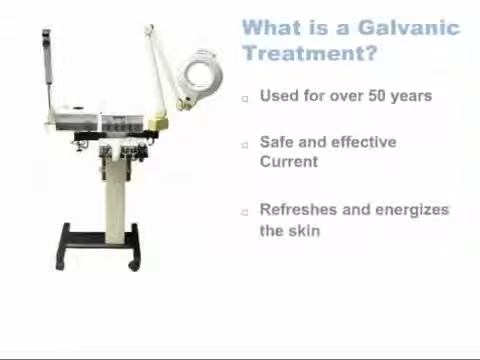 What is a Galvanic
Treatment?
Used for over 50 years
Safe and effective
Current
Refreshes and energizes
the skin